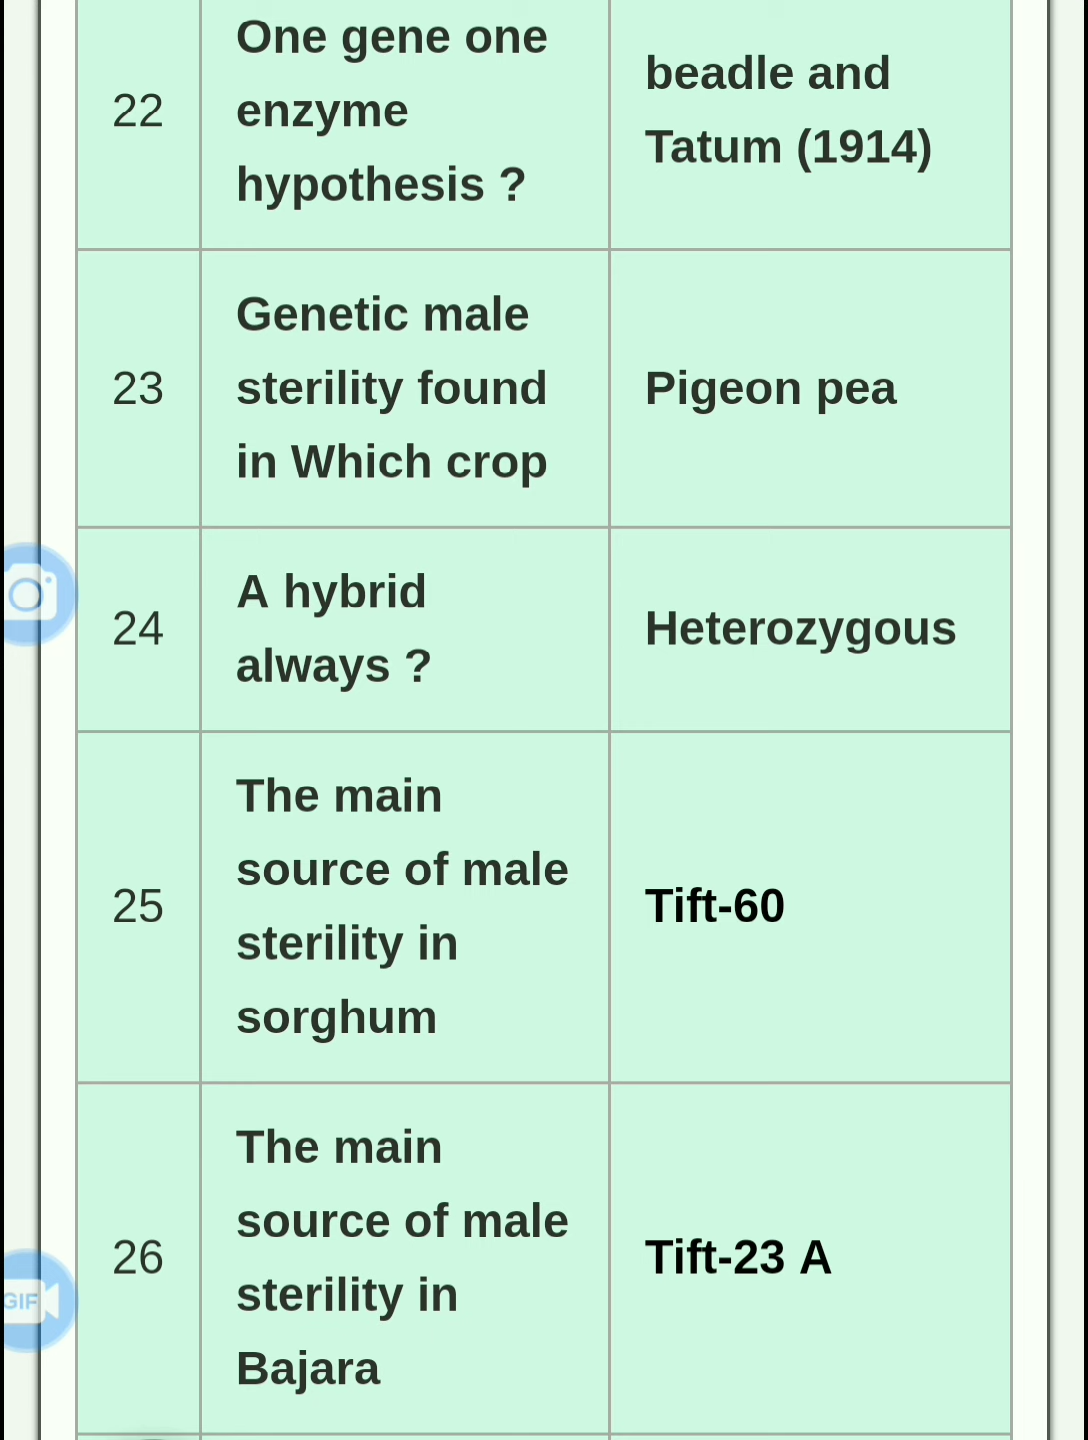 22
One gene one
enzyme
hypothesis ?
beadle and
Tatum (1914)
23
Genetic male
sterility found
in Which crop
Pigeon pea
24
A hybrid
always ?
Heterozygous
25
The main
source of male
sterility in
sorghum
Tift-60
26
The main
source of male
sterility in
Bajara
Tift-23 A
GIF